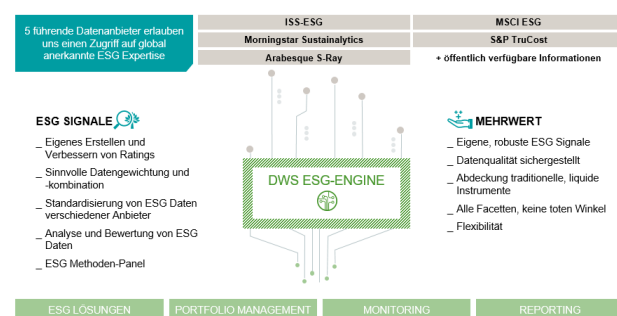 5 führende Datenanbieter erlauben
uns einen Zugriff auf global
anerkannte ESG Expertise
ISS-ESG
MSCI ESG
Morningstar Sustainalytics
S&P TruCost
Arabesque S-Ray
+ öffentlich verfügbare Informationen
ESG SIGNALE
_ Eigenes Erstellen und
Verbessern von Ratings
_ Sinnvolle Datengewichtung und
-kombination
_ Standardisierung von ESG Daten
verschiedener Anbieter
_ Analyse und Bewertung von ESG
Daten
_ ESG Methoden-Panel
DWS ESG-ENGINE
MEHRWERT
_ Eigene, robuste ESG Signale
_ Datenqualität sichergestellt
_ Abdeckung traditionelle, liquide
Instrumente
_ Alle Facetten, keine toten Winkel
_ Flexibilität
ESG LÖSUNGEN
PORTFOLIO MANAGEMENT
MONITORING
REPORTING